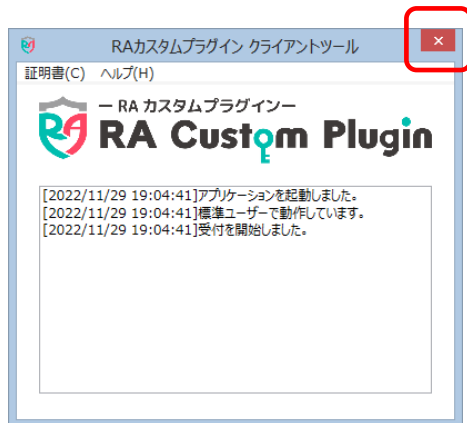 RAカスタムプラグイン クライアントツール
証明書(C) ヘルプ(H)
ー RA カスタムプラグインー
RA Custom Plugin
[2022/11/29 19:04:41]アプリケーションを起動しました。
[2022/11/29 19:04:41]標準ユーザーで動作しています。
[2022/11/29 19:04:41]受付を開始しました。